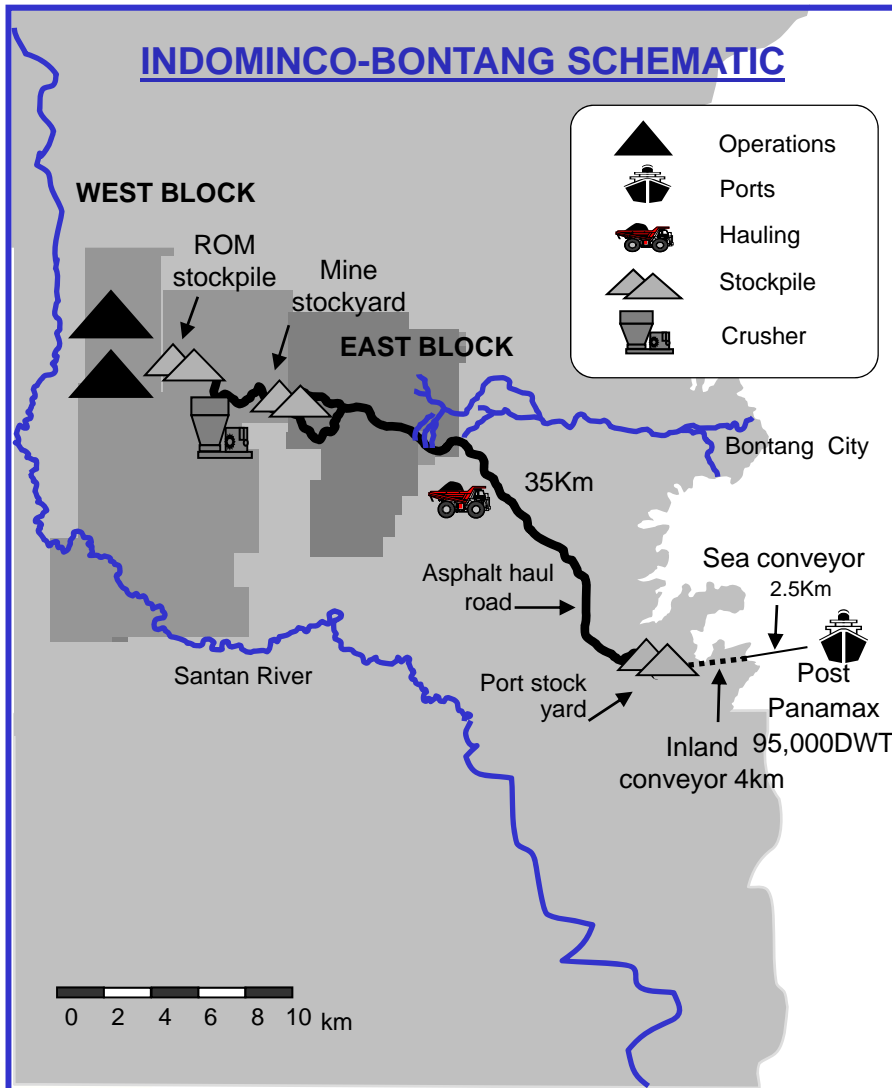 INDOMINCO-BONTANG SCHEMATIC
Operations
Ports
Hauling
Stockpile
Crusher
WEST BLOCK
ROM
stockpile
Mine
stockyard
EAST BLOCK
Bontang City
35Km
Sea conveyor
2.5Km
Asphalt haul
road
Santan River
Port stock
yard
Post
Panamax
95,000DWT
Inland
conveyor 4km
0 2 4 6 8 10 km